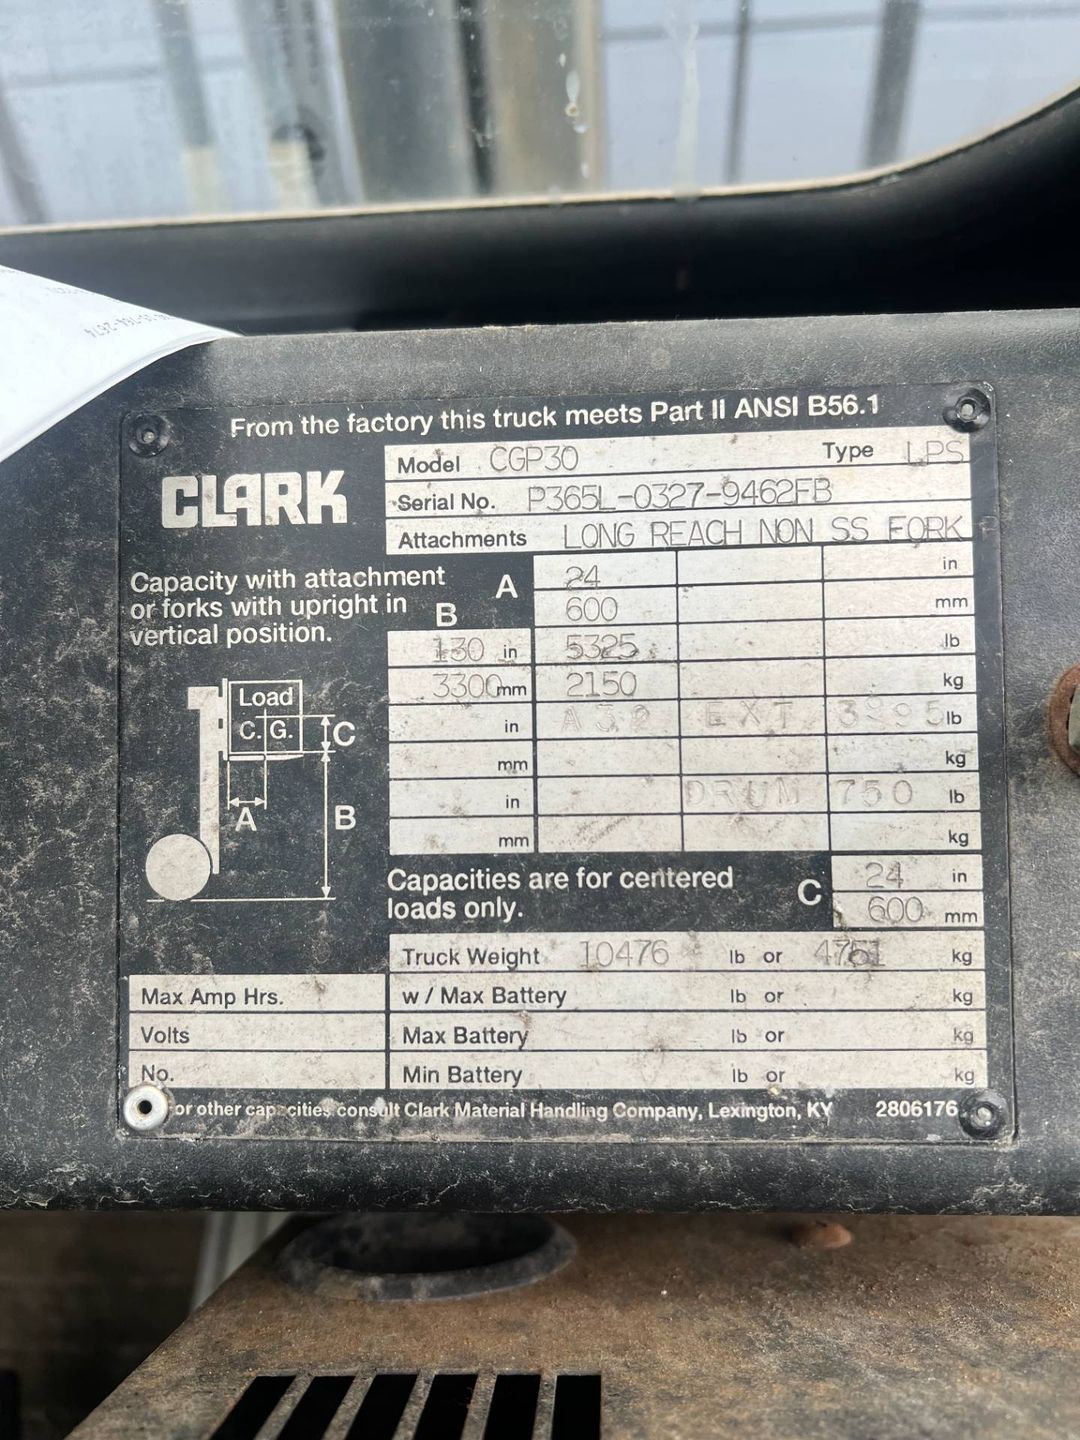 From the factory this truck meets Part II ANSI B56.1
CLARK
Model CGP30 Type LPS
Serial No. P365L-0327-9462FB
Attachments LONG REACH NON SS FORK
Capacity with attachment
or forks with upright in
vertical position.
A 24 in
600 mm
B
130 in 5325 lb
3300mm 2150 kg
in EXT lb
mm kg
in DRUM 750 lb
mm kg
Load
C.G.
C
A
B
Capacities are for centered
loads only.
C 24 in
600 mm
Truck Weight 10476 lb or kg
Max Amp Hrs. w / Max Battery lb or kg
Volts Max Battery lb or kg
No. Min Battery lb or kg
or other capacities consult Clark Material Handling Company, Lexington, KY 2806176